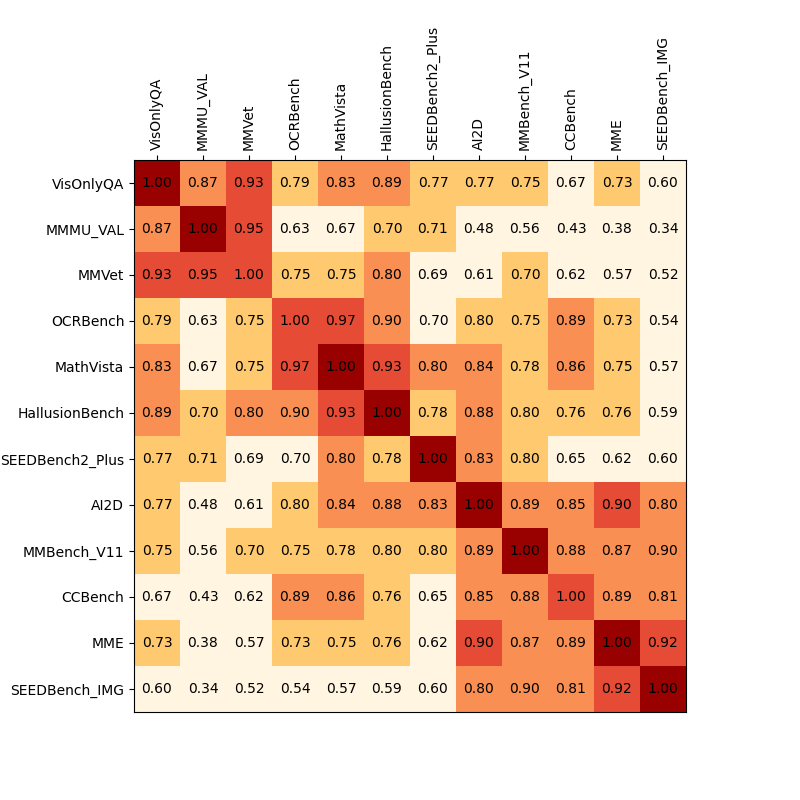 VisOnlyQA MMMU_VAL MMVet OCRBench MathVista HallusionBench SEEDBench2_Plus AI2D MMBench_V11 CCBench MME SEEDBench_IMG
VisOnlyQA 1.00 0.87 0.93 0.79 0.83 0.89 0.77 0.77 0.75 0.67 0.73 0.60
MMMU_VAL 0.87 1.00 0.95 0.63 0.67 0.70 0.71 0.48 0.56 0.43 0.38 0.34
MMVet 0.93 0.95 1.00 0.75 0.75 0.80 0.69 0.61 0.70 0.62 0.57 0.52
OCRBench 0.79 0.63 0.75 1.00 0.97 0.90 0.70 0.80 0.75 0.89 0.73 0.54
MathVista 0.83 0.67 0.75 0.97 1.00 0.93 0.80 0.84 0.78 0.86 0.75 0.57
HallusionBench 0.89 0.70 0.80 0.90 0.93 1.00 0.78 0.88 0.80 0.76 0.76 0.59
SEEDBench2_Plus 0.77 0.71 0.69 0.70 0.80 0.78 1.00 0.83 0.80 0.65 0.62 0.60
AI2D 0.77 0.48 0.61 0.80 0.84 0.88 0.83 1.00 0.89 0.85 0.90 0.80
MMBench_V11 0.75 0.56 0.70 0.75 0.78 0.80 0.80 0.89 1.00 0.88 0.87 0.90
CCBench 0.67 0.43 0.62 0.89 0.86 0.76 0.65 0.85 0.88 1.00 0.89 0.81
MME 0.73 0.38 0.57 0.73 0.75 0.76 0.62 0.90 0.87 0.89 1.00 0.92
SEEDBench_IMG 0.60 0.34 0.52 0.54 0.57 0.59 0.60 0.80 0.90 0.81 0.92 1.00